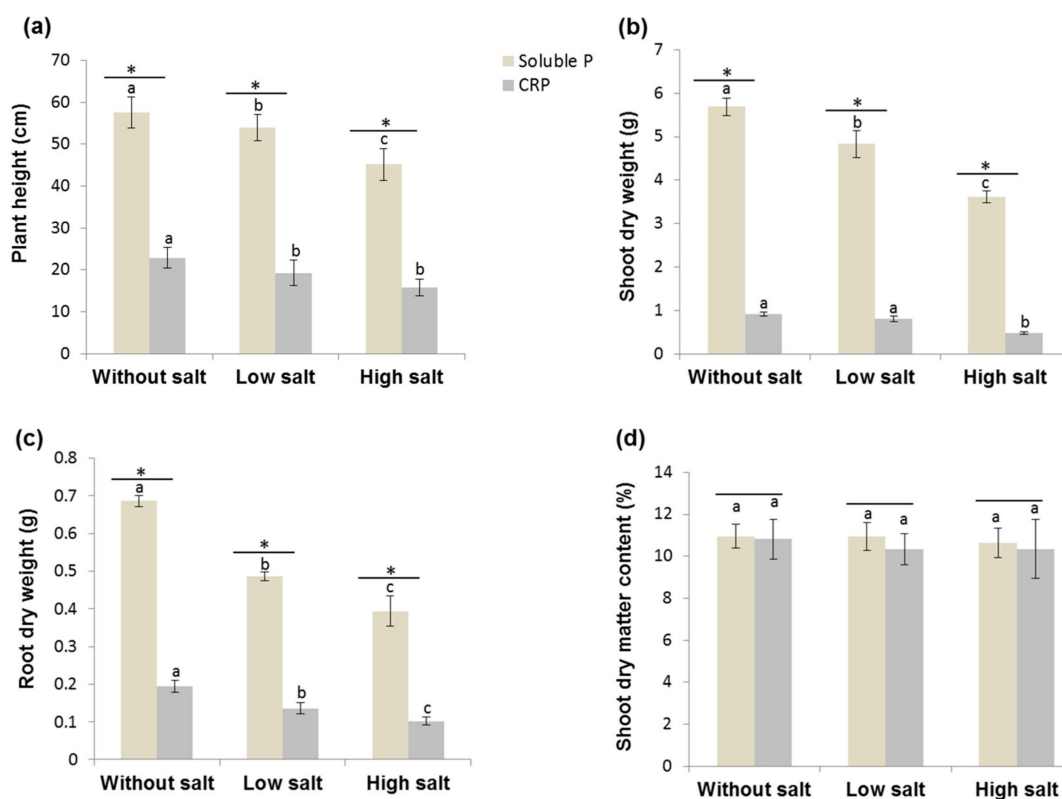 (a)
Plant height (cm)
70
60
50
40
30
20
10
0
*
a
a
*
b
b
*
c
b
Without salt Low salt High salt
Soluble P
CRP
(b)
Shoot dry weight (g)
7
6
5
4
3
2
1
0
*
a
a
*
b
a
*
c
b
Without salt Low salt High salt
(c)
Root dry weight (g)
0.8
0.7
0.6
0.5
0.4
0.3
0.2
0.1
0
*
a
a
*
b
b
*
c
c
Without salt Low salt High salt
(d)
Shoot dry matter content (%)
14
12
10
8
6
4
2
0
a a
a a
a a
Without salt Low salt High salt